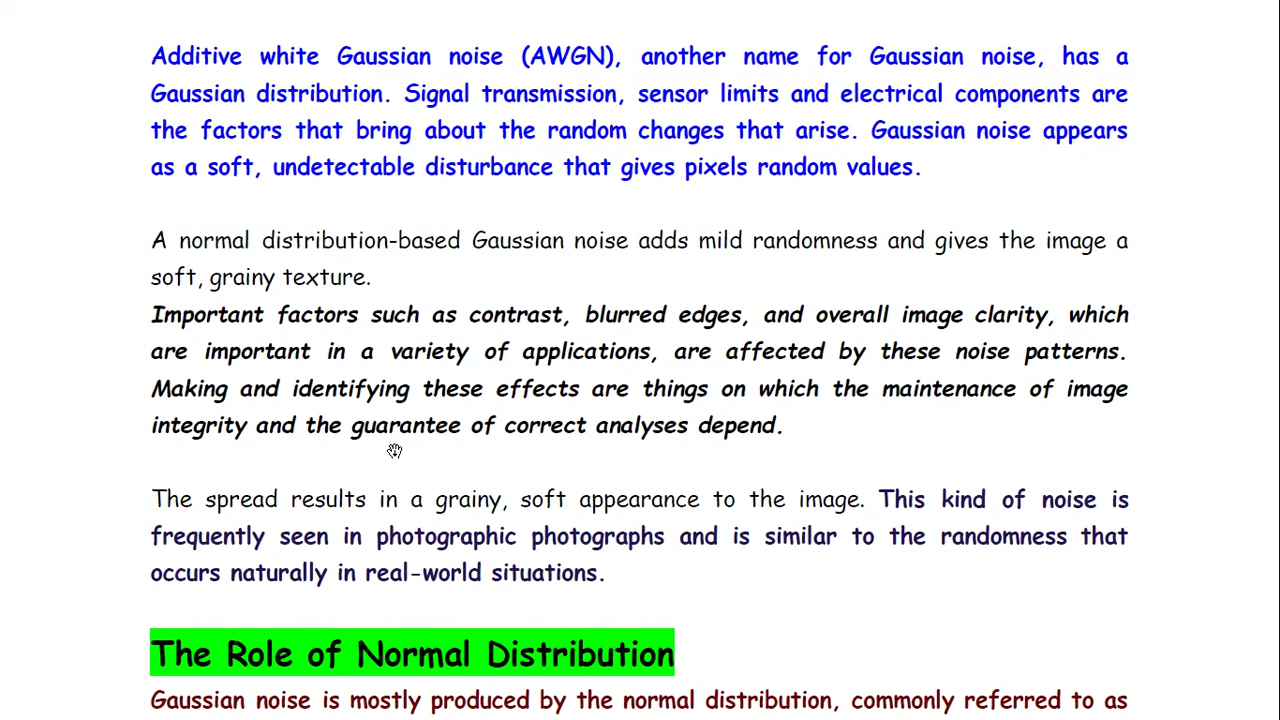 Additive white Gaussian noise (AWGN), another name for Gaussian noise, has a
Gaussian distribution. Signal transmission, sensor limits and electrical components are
the factors that bring about the random changes that arise. Gaussian noise appears
as a soft, undetectable disturbance that gives pixels random values.
A normal distribution-based Gaussian noise adds mild randomness and gives the image a
soft, grainy texture.
Important factors such as contrast, blurred edges, and overall image clarity, which
are important in a variety of applications, are affected by these noise patterns.
Making and identifying these effects are things on which the maintenance of image
integrity and the guarantee of correct analyses depend.
The spread results in a grainy, soft appearance to the image. This kind of noise is
frequently seen in photographic photographs and is similar to the randomness that
occurs naturally in real-world situations.
The Role of Normal Distribution
Gaussian noise is mostly produced by the normal distribution, commonly referred to as